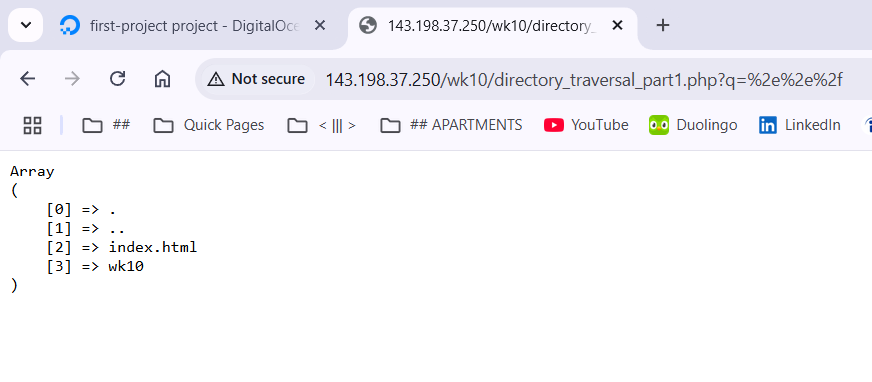 first-project project - DigitalOce
143.198.37.250/wk10/directory_
Not secure 143.198.37.250/wk10/directory_traversal_part1.php?q=%2e%2e%2f
## Quick Pages < ||| > ## APARTMENTS YouTube Duolingo LinkedIn
Array
(
[0] => .
[1] => ..
[2] => index.html
[3] => wk10
)